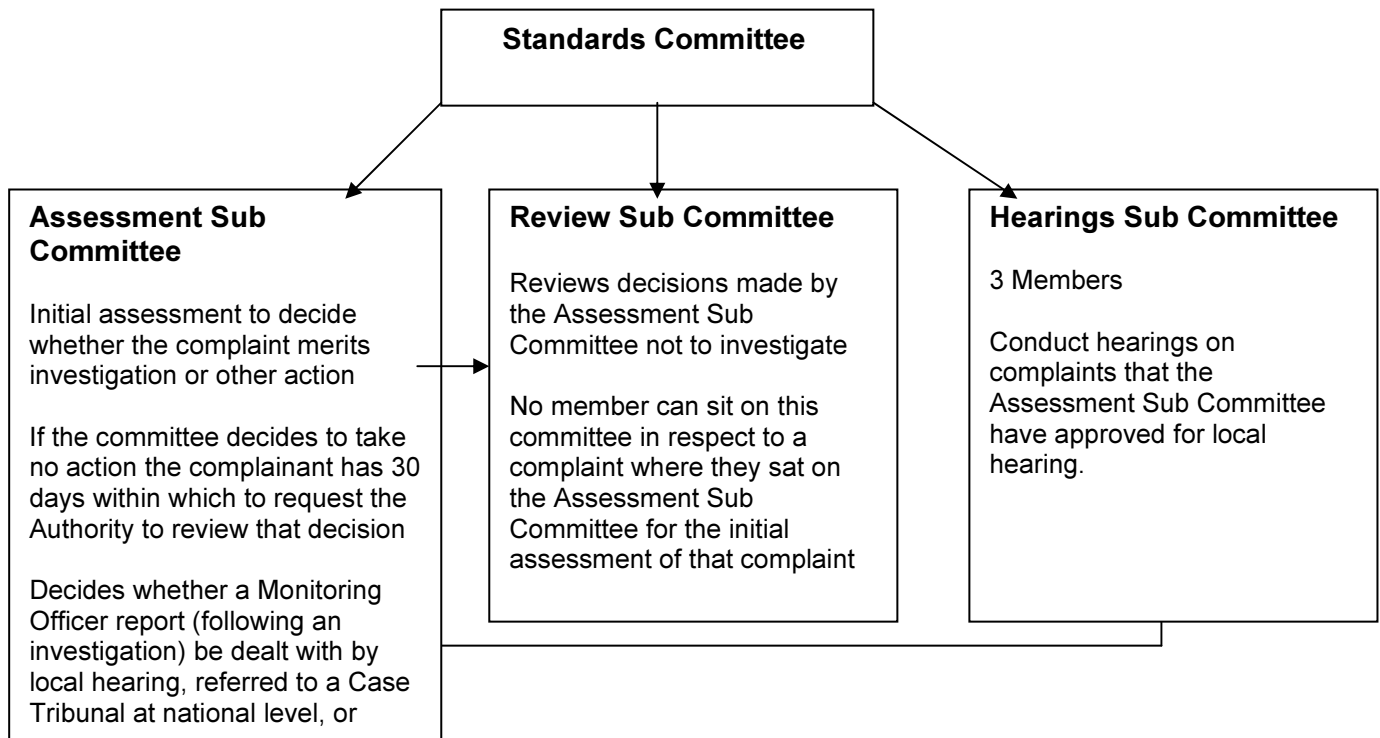 Standards Committee
Assessment Sub
Committee
Initial assessment to decide
whether the complaint merits
investigation or other action
If the committee decides to take
no action the complainant has 30
days within which to request the
Authority to review that decision
Decides whether a Monitoring
Officer report (following an
investigation) be dealt with by
local hearing, referred to a Case
Tribunal at national level, or
Review Sub Committee
Reviews decisions made by
the Assessment Sub
Committee not to investigate
No member can sit on this
committee in respect to a
complaint where they sat on
the Assessment Sub
Committee for the initial
assessment of that complaint
Hearings Sub Committee
3 Members
Conduct hearings on
complaints that the
Assessment Sub Committee
have approved for local
hearing.